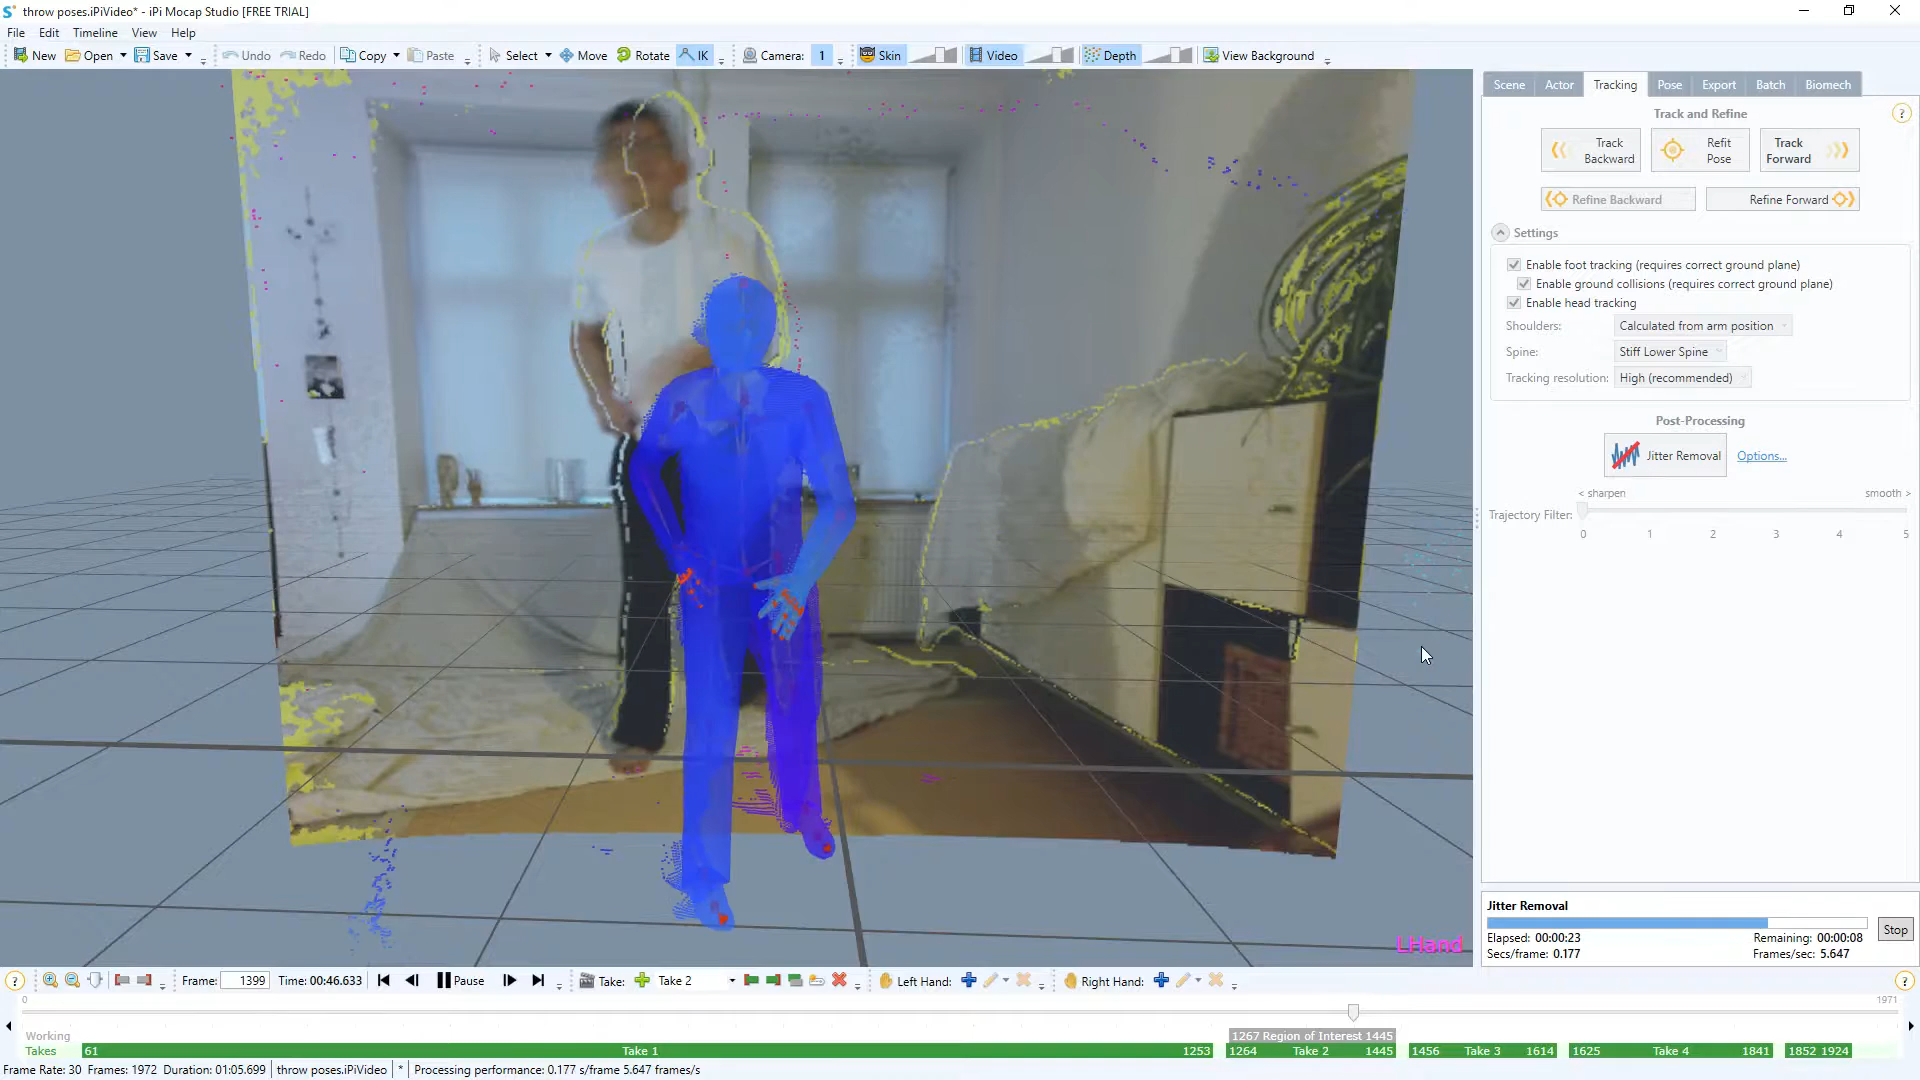 throw poses.iPiVideo* - iPi Mocap Studio [FREE TRIAL]
File Edit Timeline View Help
New Open Save Undo Redo Copy Paste Select Move Rotate IK Camera: 1 Skin Video Depth View Background
Scene Actor Tracking Pose Export Batch Biomech
Track and Refine ?
Track Backward Refit Pose Track Forward
Refine Backward Refine Forward
Settings
Enable foot tracking (requires correct ground plane)
Enable ground collisions (requires correct ground plane)
Enable head tracking
Shoulders: Calculated from arm position
Spine: Stiff Lower Spine
Tracking resolution: High (recommended)
Post-Processing
Jitter Removal Options...
< sharpen smooth >
Trajectory Filter:
0 1 2 3 4 5
Jitter Removal
Stop
Elapsed: 00:00:23 Remaining: 00:00:08
Secs/frame: 0.177 Frames/sec: 5.647
LHand
? Frame: 1399 Time: 00:46.633 Pause Take: Take 2 Left Hand: Right Hand: ?
0 1971
Working 1267 Region of Interest 1445
Takes 61 Take 1 1253 1264 Take 2 1445 1456 Take 3 1614 1625 Take 4 1841 1852 1924
Frame Rate: 30 Frames: 1972 Duration: 01:05.699 throw poses.iPiVideo * Processing performance: 0.177 s/frame 5.647 frames/s